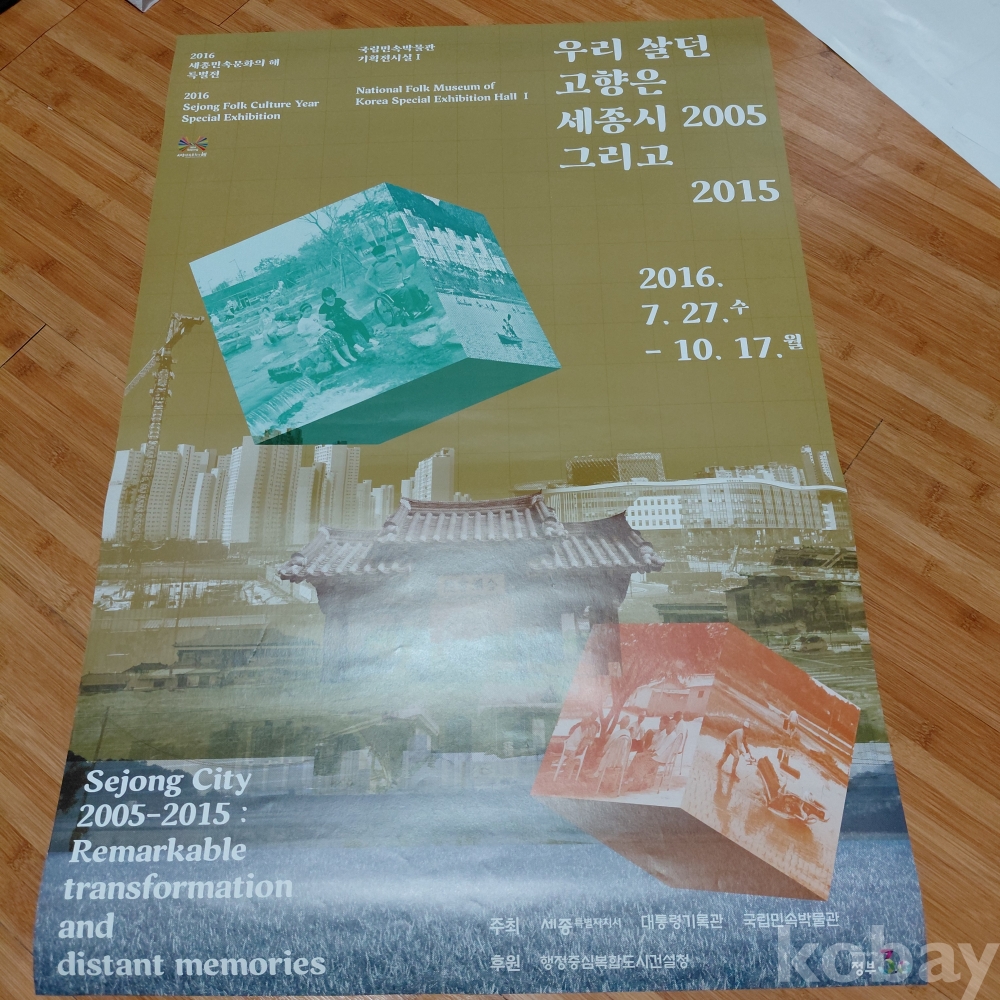 2016
세종민속문화의 해
특별전
2016
Sejong Folk Culture Year
Special Exhibition
국립민속박물관
기획전시실 I
National Folk Museum of
Korea Special Exhibition Hall I
우리 살던
고향은
세종시 2005
그리고
2015
2016.
7. 27.수
- 10. 17.월
Sejong City
2005-2015 :
Remarkable
transformation
and
distant memories
주최 세종특별자치시 대통령기록관 국립민속박물관
후원 행정중심복합도시건설청
정부3.0
kobay